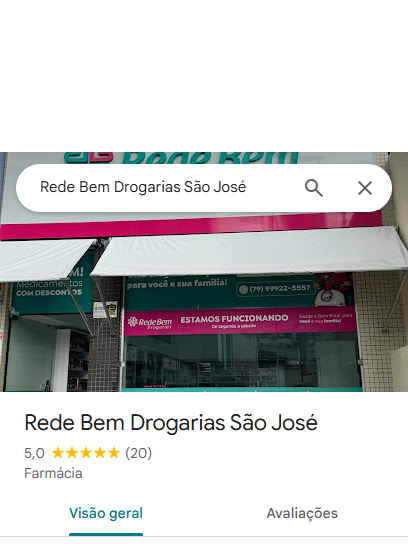 Rede Bem
Rede Bem Drogarias São José
para você e sua família!
(79) 99922-5557
Medicamentos
COM DESCONTOS
Rede Bem
drogarias
ESTAMOS FUNCIONANDO
De segunda a sábado
Saúde e Bem Estar para
você e sua família!
Rede Bem Drogarias São José
5,0 ★★★★★ (20)
Farmácia
Visão geral
Avaliações